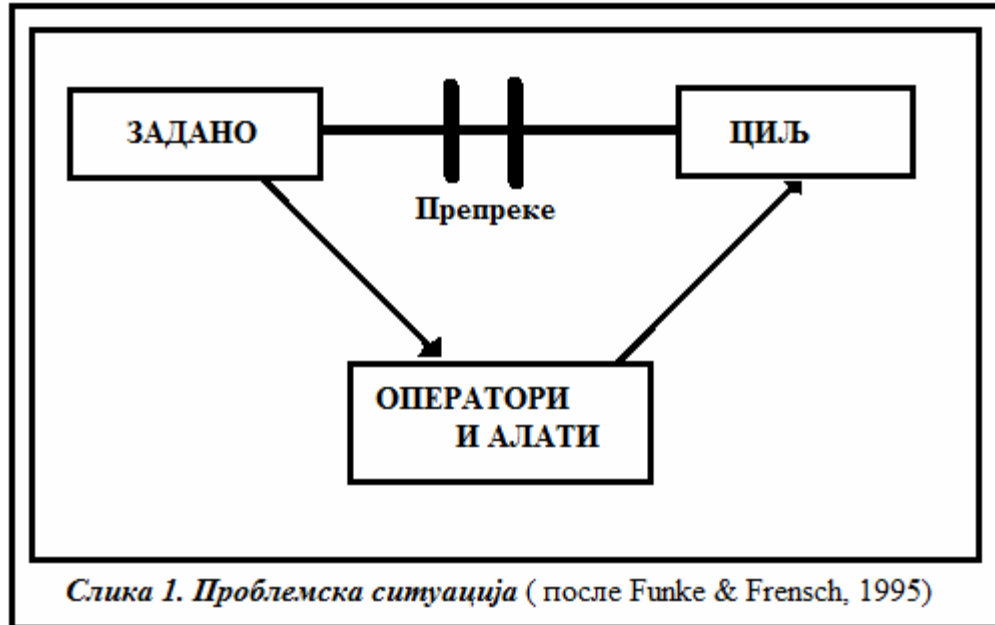 ЗАДАНО
ЦИЉ
Препреке
ОПЕРАТОРИ
И АЛАТИ
Слика 1. Проблемска ситуација ( после Funke & Frensch, 1995)